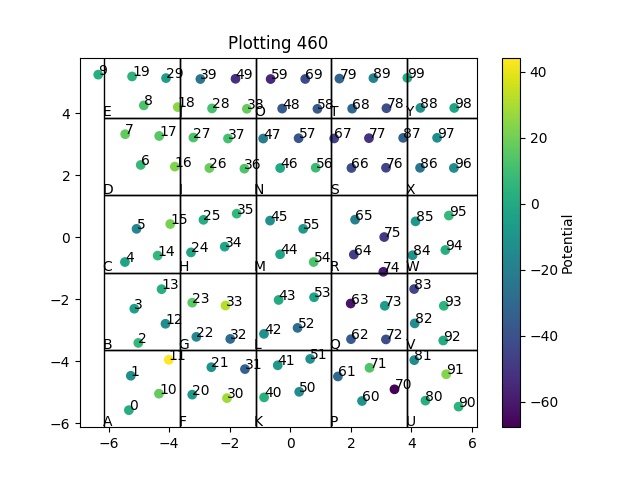 Plotting 460
9 19 29 39 49 59 69 79 89 99
8 18 28 38 48 58 68 78 88 98
E J O T Y
7 17 27 37 47 57 67 77 87 97
6 16 26 36 46 56 66 76 86 96
D I N S X
5 15 25 35 45 55 65 75 85 95
4 14 24 34 44 54 64 74 84 94
C H M R W
3 13 23 33 43 53 63 73 83 93
2 12 22 32 42 52 62 72 82 92
B G L Q V
1 11 21 31 41 51 61 71 81 91
0 10 20 30 40 50 60 70 80 90
A F K P U
4
2
0
−2
−4
−6
−6 −4 −2 0 2 4 6
40
20
0
−20
−40
−60
Potential